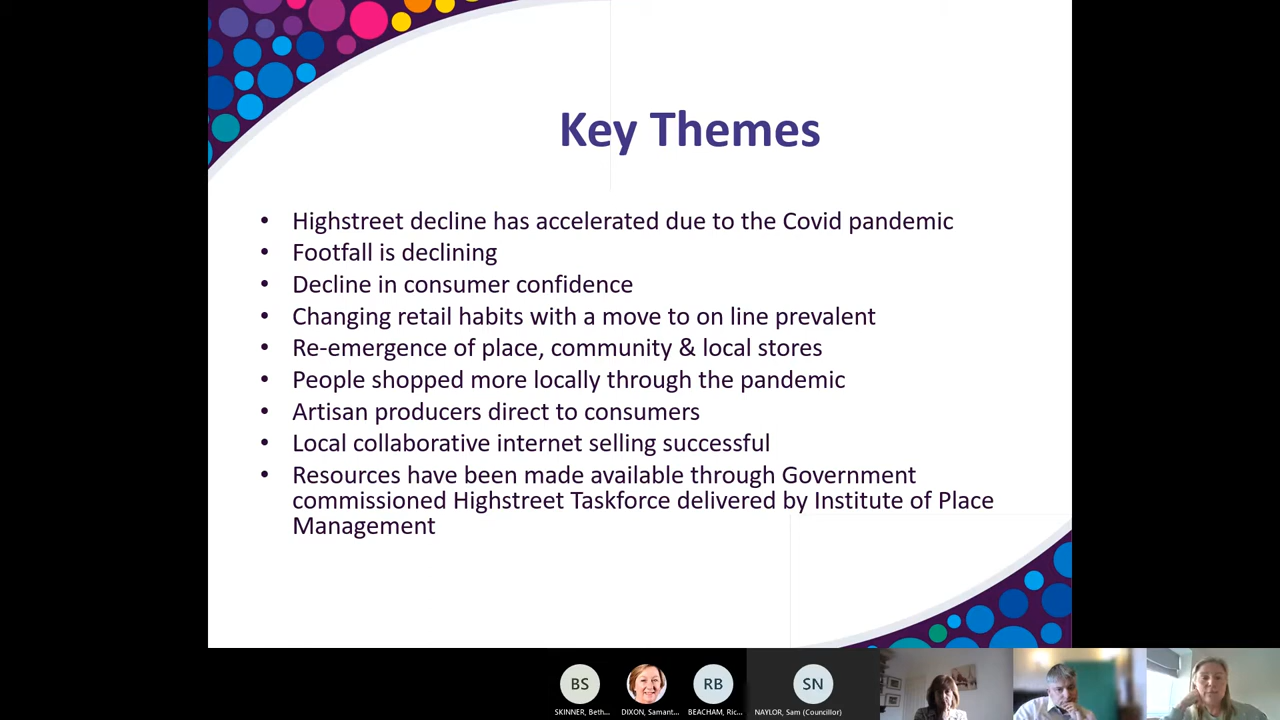 Key Themes
• Highstreet decline has accelerated due to the Covid pandemic
• Footfall is declining
• Decline in consumer confidence
• Changing retail habits with a move to on line prevalent
• Re-emergence of place, community & local stores
• People shopped more locally through the pandemic
• Artisan producers direct to consumers
• Local collaborative internet selling successful
• Resources have been made available through Government
commissioned Highstreet Taskforce delivered by Institute of Place
Management
BS
RB
SN
SKINNER, Beth...
DIXON, Samant...
BEACHAM, Ric...
NAYLOR, Sam (Councillor)